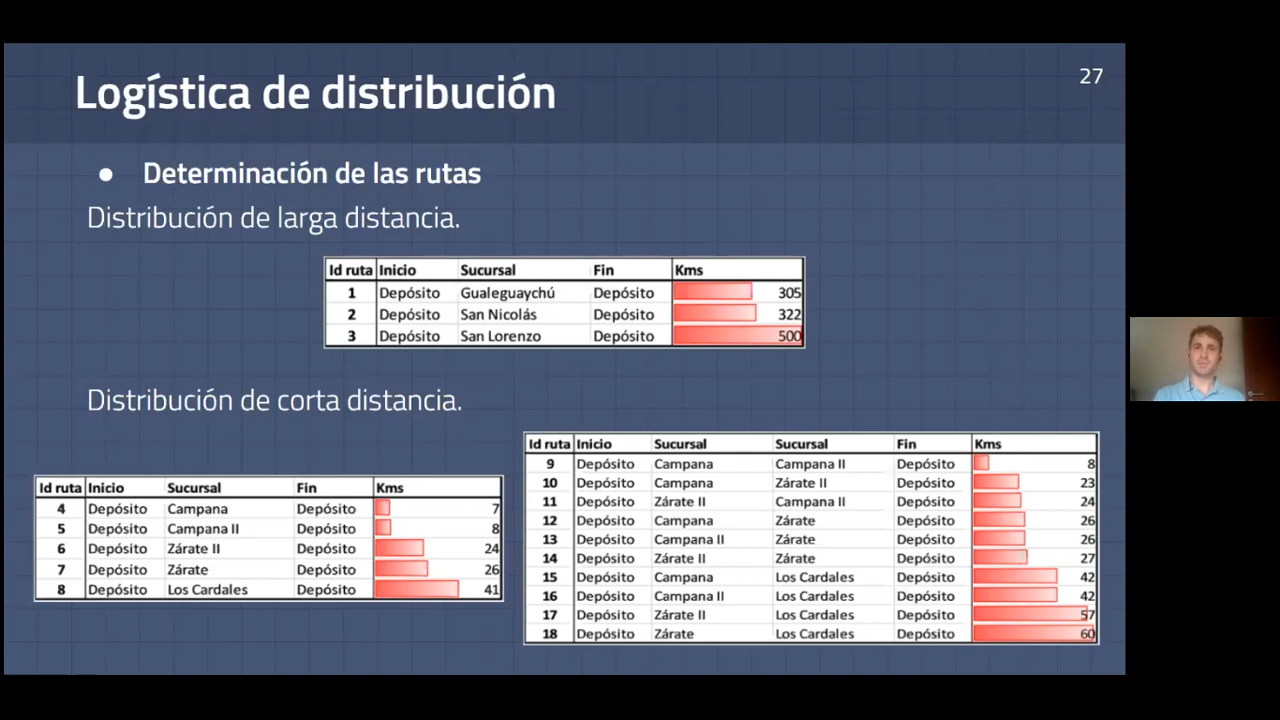 Logística de distribución
27
● Determinación de las rutas
Distribución de larga distancia.
Id ruta Inicio Sucursal Fin Kms
1 Depósito Gualeguaychú Depósito 305
2 Depósito San Nicolás Depósito 322
3 Depósito San Lorenzo Depósito 500
Distribución de corta distancia.
Id ruta Inicio Sucursal Fin Kms
4 Depósito Campana Depósito 7
5 Depósito Campana II Depósito 8
6 Depósito Zárate II Depósito 24
7 Depósito Zárate Depósito 26
8 Depósito Los Cardales Depósito 41
Id ruta Inicio Sucursal Sucursal Fin Kms
9 Depósito Campana Campana II Depósito 8
10 Depósito Campana Zárate II Depósito 23
11 Depósito Zárate II Campana II Depósito 24
12 Depósito Campana Zárate Depósito 26
13 Depósito Campana II Zárate Depósito 26
14 Depósito Zárate II Zárate Depósito 27
15 Depósito Campana Los Cardales Depósito 42
16 Depósito Campana II Los Cardales Depósito 42
17 Depósito Zárate II Los Cardales Depósito 57
18 Depósito Zárate Los Cardales Depósito 60